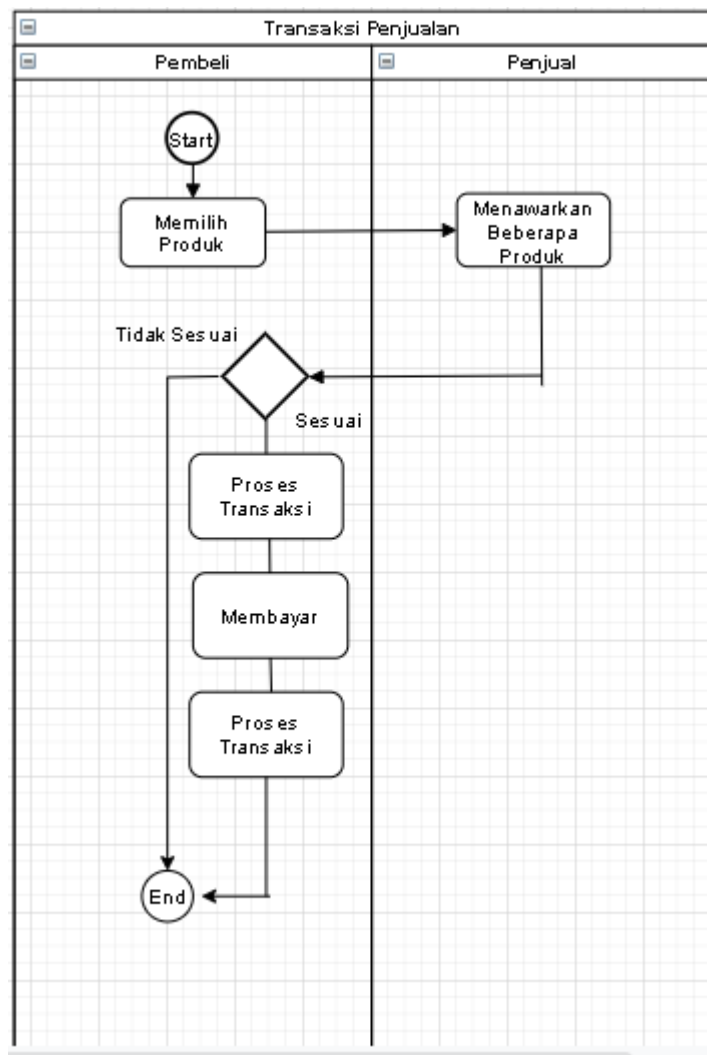 Transaksi Penjualan
Pembeli
Penjual
Start
Memilih
Produk
Menawarkan
Beberapa
Produk
Tidak Sesuai
Sesuai
Proses
Transaksi
Membayar
Proses
Transaksi
End